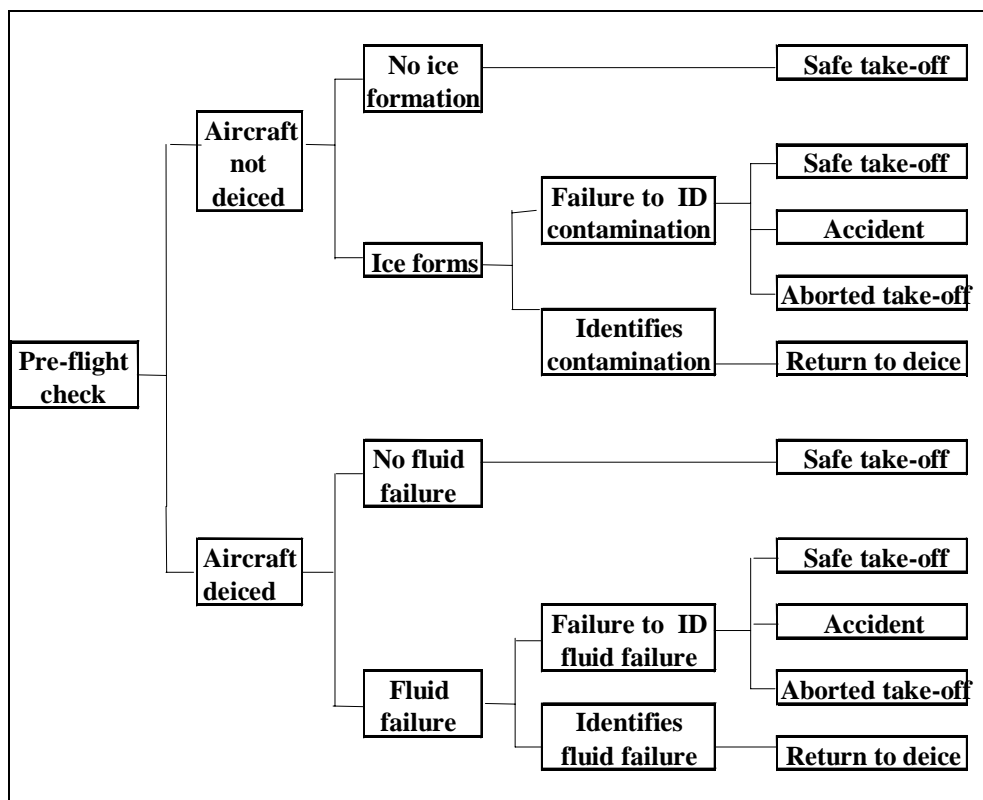 Pre-flight
check
Aircraft
not
deiced
No ice
formation
Safe take-off
Ice forms
Failure to ID
contamination
Safe take-off
Accident
Aborted take-off
Identifies
contamination
Return to deice
Aircraft
deiced
No fluid
failure
Safe take-off
Fluid
failure
Failure to ID
fluid failure
Safe take-off
Accident
Aborted take-off
Identifies
fluid failure
Return to deice